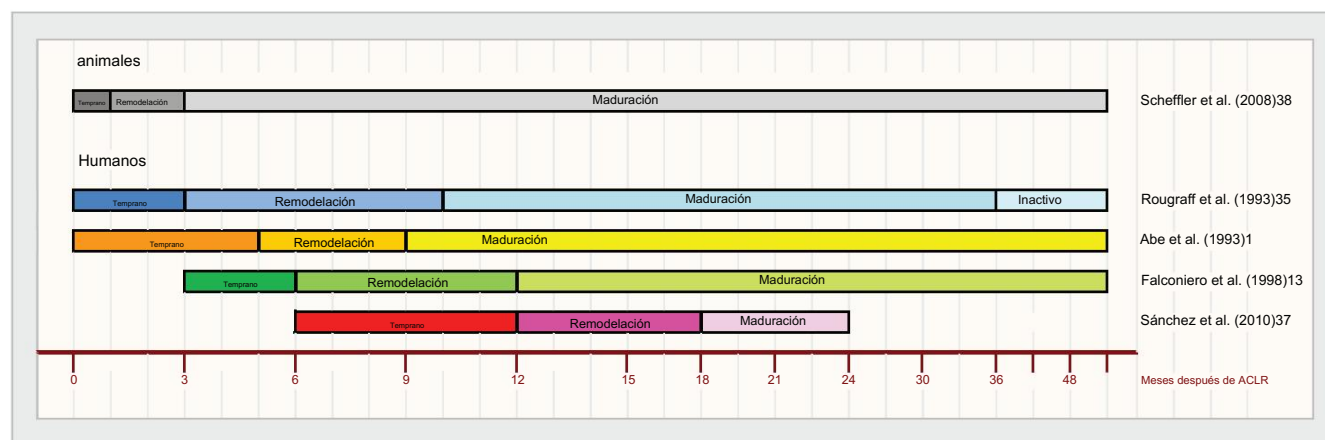 animales
Temprano Remodelación Maduración Scheffler et al. (2008)38
Humanos
Temprano Remodelación Maduración Inactivo Rougraff et al. (1993)35
Temprano Remodelación Maduración Abe et al. (1993)1
Temprano Remodelación Maduración Falconiero et al. (1998)13
Temprano Remodelación Maduración Sánchez et al. (2010)37
0 3 6 9 12 15 18 21 24 30 36 48 Meses después de ACLR